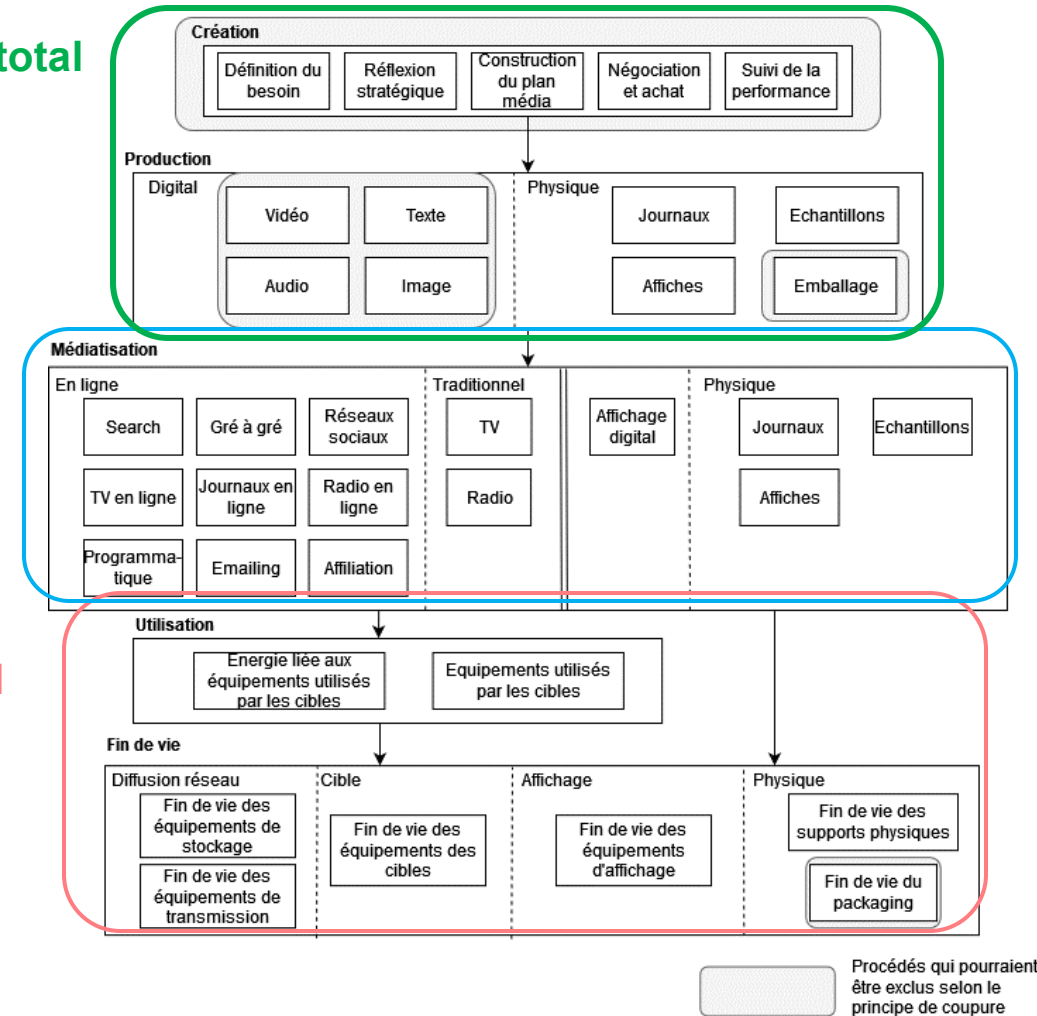 total
Création
Définition du
besoin
Réflexion
stratégique
Construction
du plan
média
Négociation
et achat
Suivi de la
performance
Production
Digital
Vidéo
Texte
Audio
Image
Physique
Journaux
Echantillons
Affiches
Emballage
Médiatisation
En ligne
Search
Gré à gré
Réseaux
sociaux
TV en ligne
Journaux en
ligne
Radio en
ligne
Programma-
tique
Emailing
Affiliation
Traditionnel
TV
Radio
Affichage
digital
Physique
Journaux
Echantillons
Affiches
Utilisation
Energie liée aux
équipements utilisés
par les cibles
Equipements utilisés
par les cibles
Fin de vie
Diffusion réseau
Fin de vie des
équipements de
stockage
Fin de vie des
équipements de
transmission
Cible
Fin de vie des
équipements des
cibles
Affichage
Fin de vie des
équipements
d'affichage
Physique
Fin de vie des
supports physiques
Fin de vie du
packaging
Procédés qui pourraient
être exclus selon le
principe de coupure